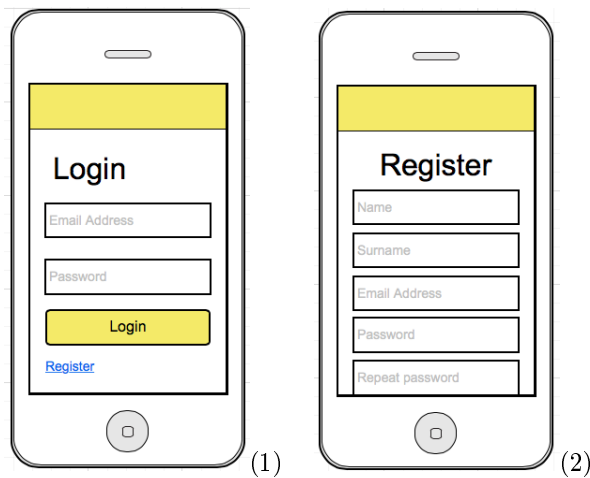 Login
Email Address
Password
Login
Register
(1)
Register
Name
Surname
Email Address
Password
Repeat password
(2)